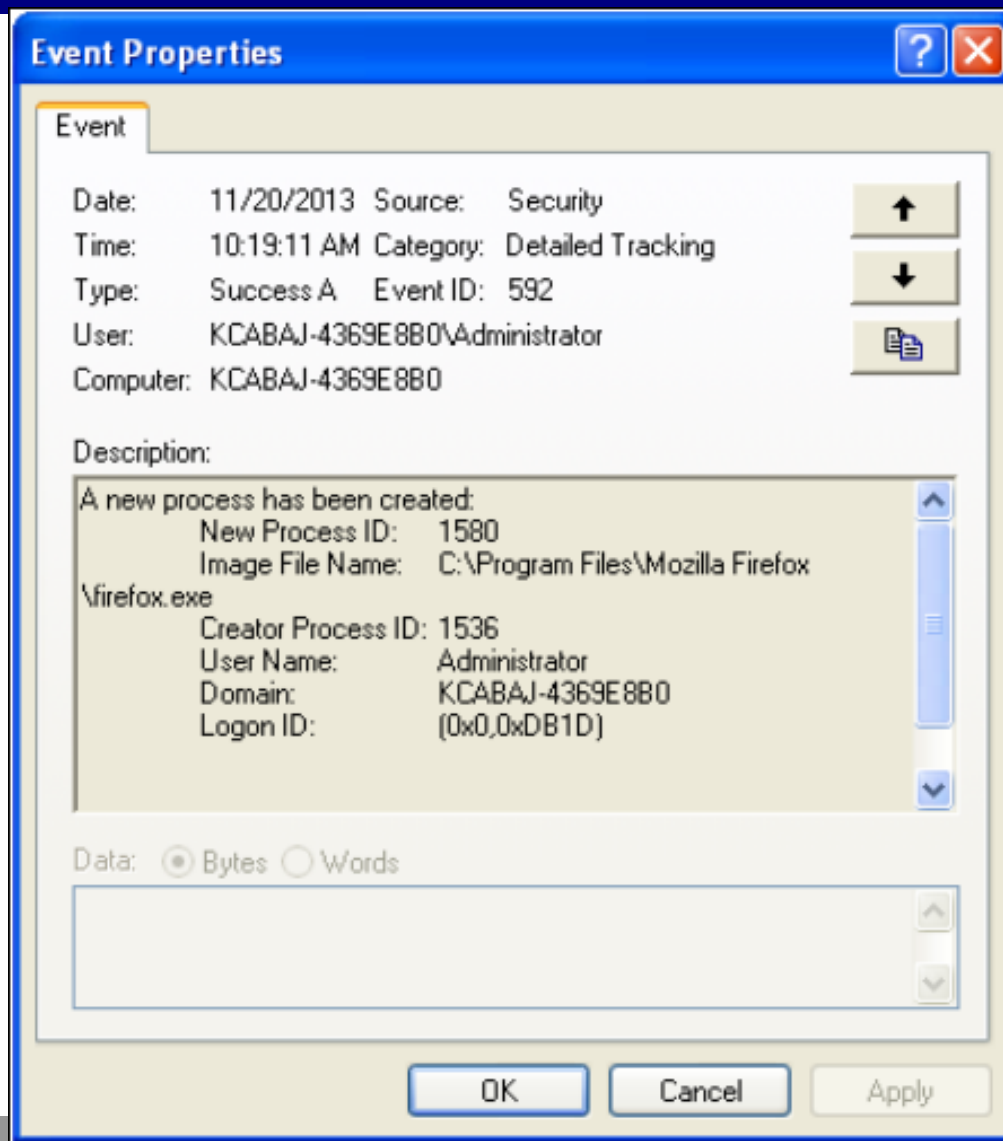 Event Properties
Event
Date: 11/20/2013 Source: Security
Time: 10:19:11 AM Category: Detailed Tracking
Type: Success A Event ID: 592
User: KCABAJ-4369E8B0\Administrator
Computer: KCABAJ-4369E8B0
Description:
A new process has been created:
New Process ID: 1580
Image File Name: C:\Program Files\Mozilla Firefox
\firefox.exe
Creator Process ID: 1536
User Name: Administrator
Domain: KCABAJ-4369E8B0
Logon ID: (0x0,0xDB1D)
Data: Bytes Words
OK Cancel Apply